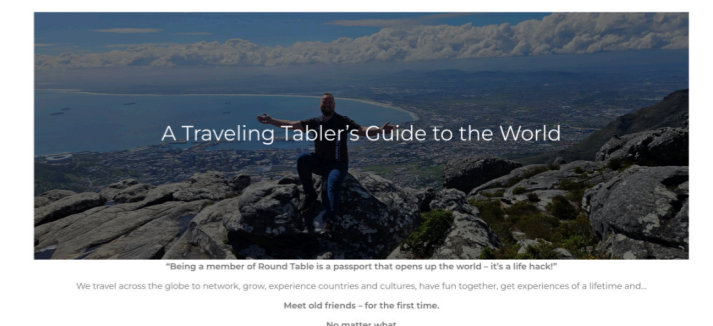 A Traveling Tabler's Guide to the World
“Being a member of Round Table is a passport that opens up the world – it's a life hack!”
We travel across the globe to network, grow, experience countries and cultures, have fun together, get experiences of a lifetime and...
Meet old friends – for the first time.
No matter what